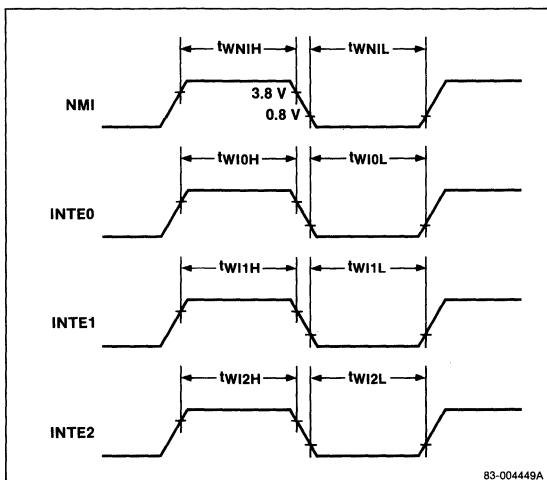 tWNIH tWNIL
NMI
3.8 V
0.8 V
tWI0H tWI0L
INTE0
tWI1H tWI1L
INTE1
tWI2H tWI2L
INTE2
83-004449A